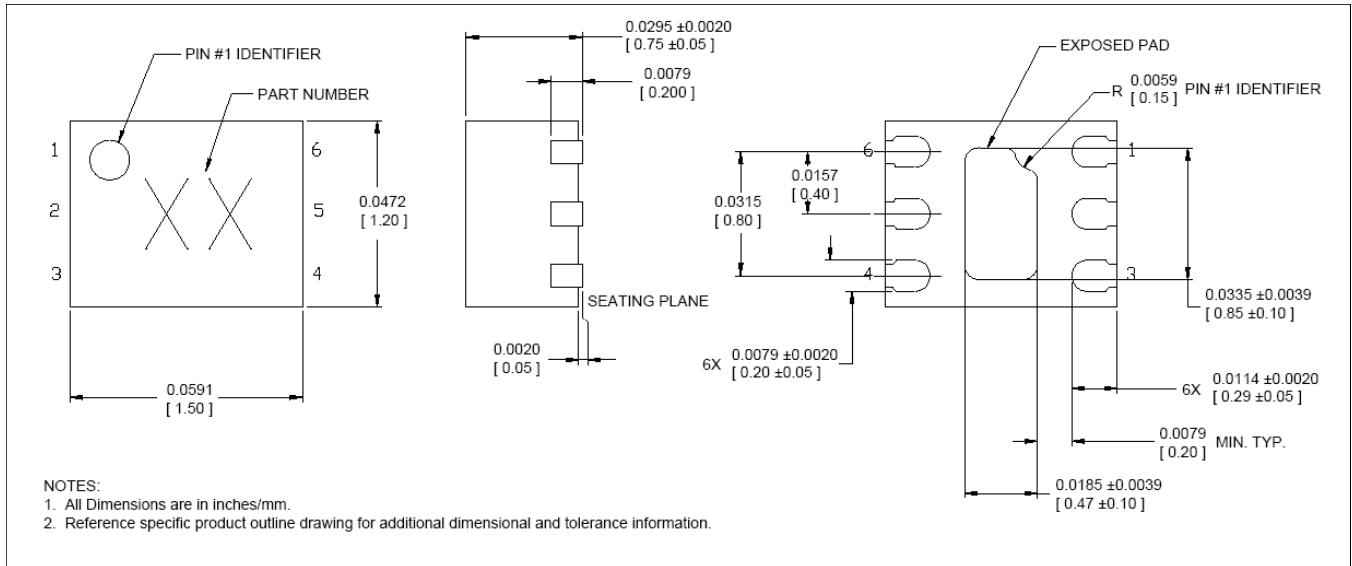 PIN #1 IDENTIFIER
PART NUMBER
1
2
3
6
5
4
XX
0.0472
[ 1.20 ]
0.0591
[ 1.50 ]
0.0295 ±0.0020
[ 0.75 ±0.05 ]
0.0079
[ 0.200 ]
SEATING PLANE
0.0020
[ 0.05 ]
EXPOSED PAD
R 0.0059 PIN #1 IDENTIFIER
[ 0.15 ]
6
4
1
3
0.0157
[ 0.40 ]
0.0315
[ 0.80 ]
0.0335 ±0.0039
[ 0.85 ±0.10 ]
6X 0.0079 ±0.0020
[ 0.20 ±0.05 ]
6X 0.0114 ±0.0020
[ 0.29 ±0.05 ]
0.0079 MIN. TYP.
[ 0.20 ]
0.0185 ±0.0039
[ 0.47 ±0.10 ]
NOTES:
1. All Dimensions are in inches/mm.
2. Reference specific product outline drawing for additional dimensional and tolerance information.